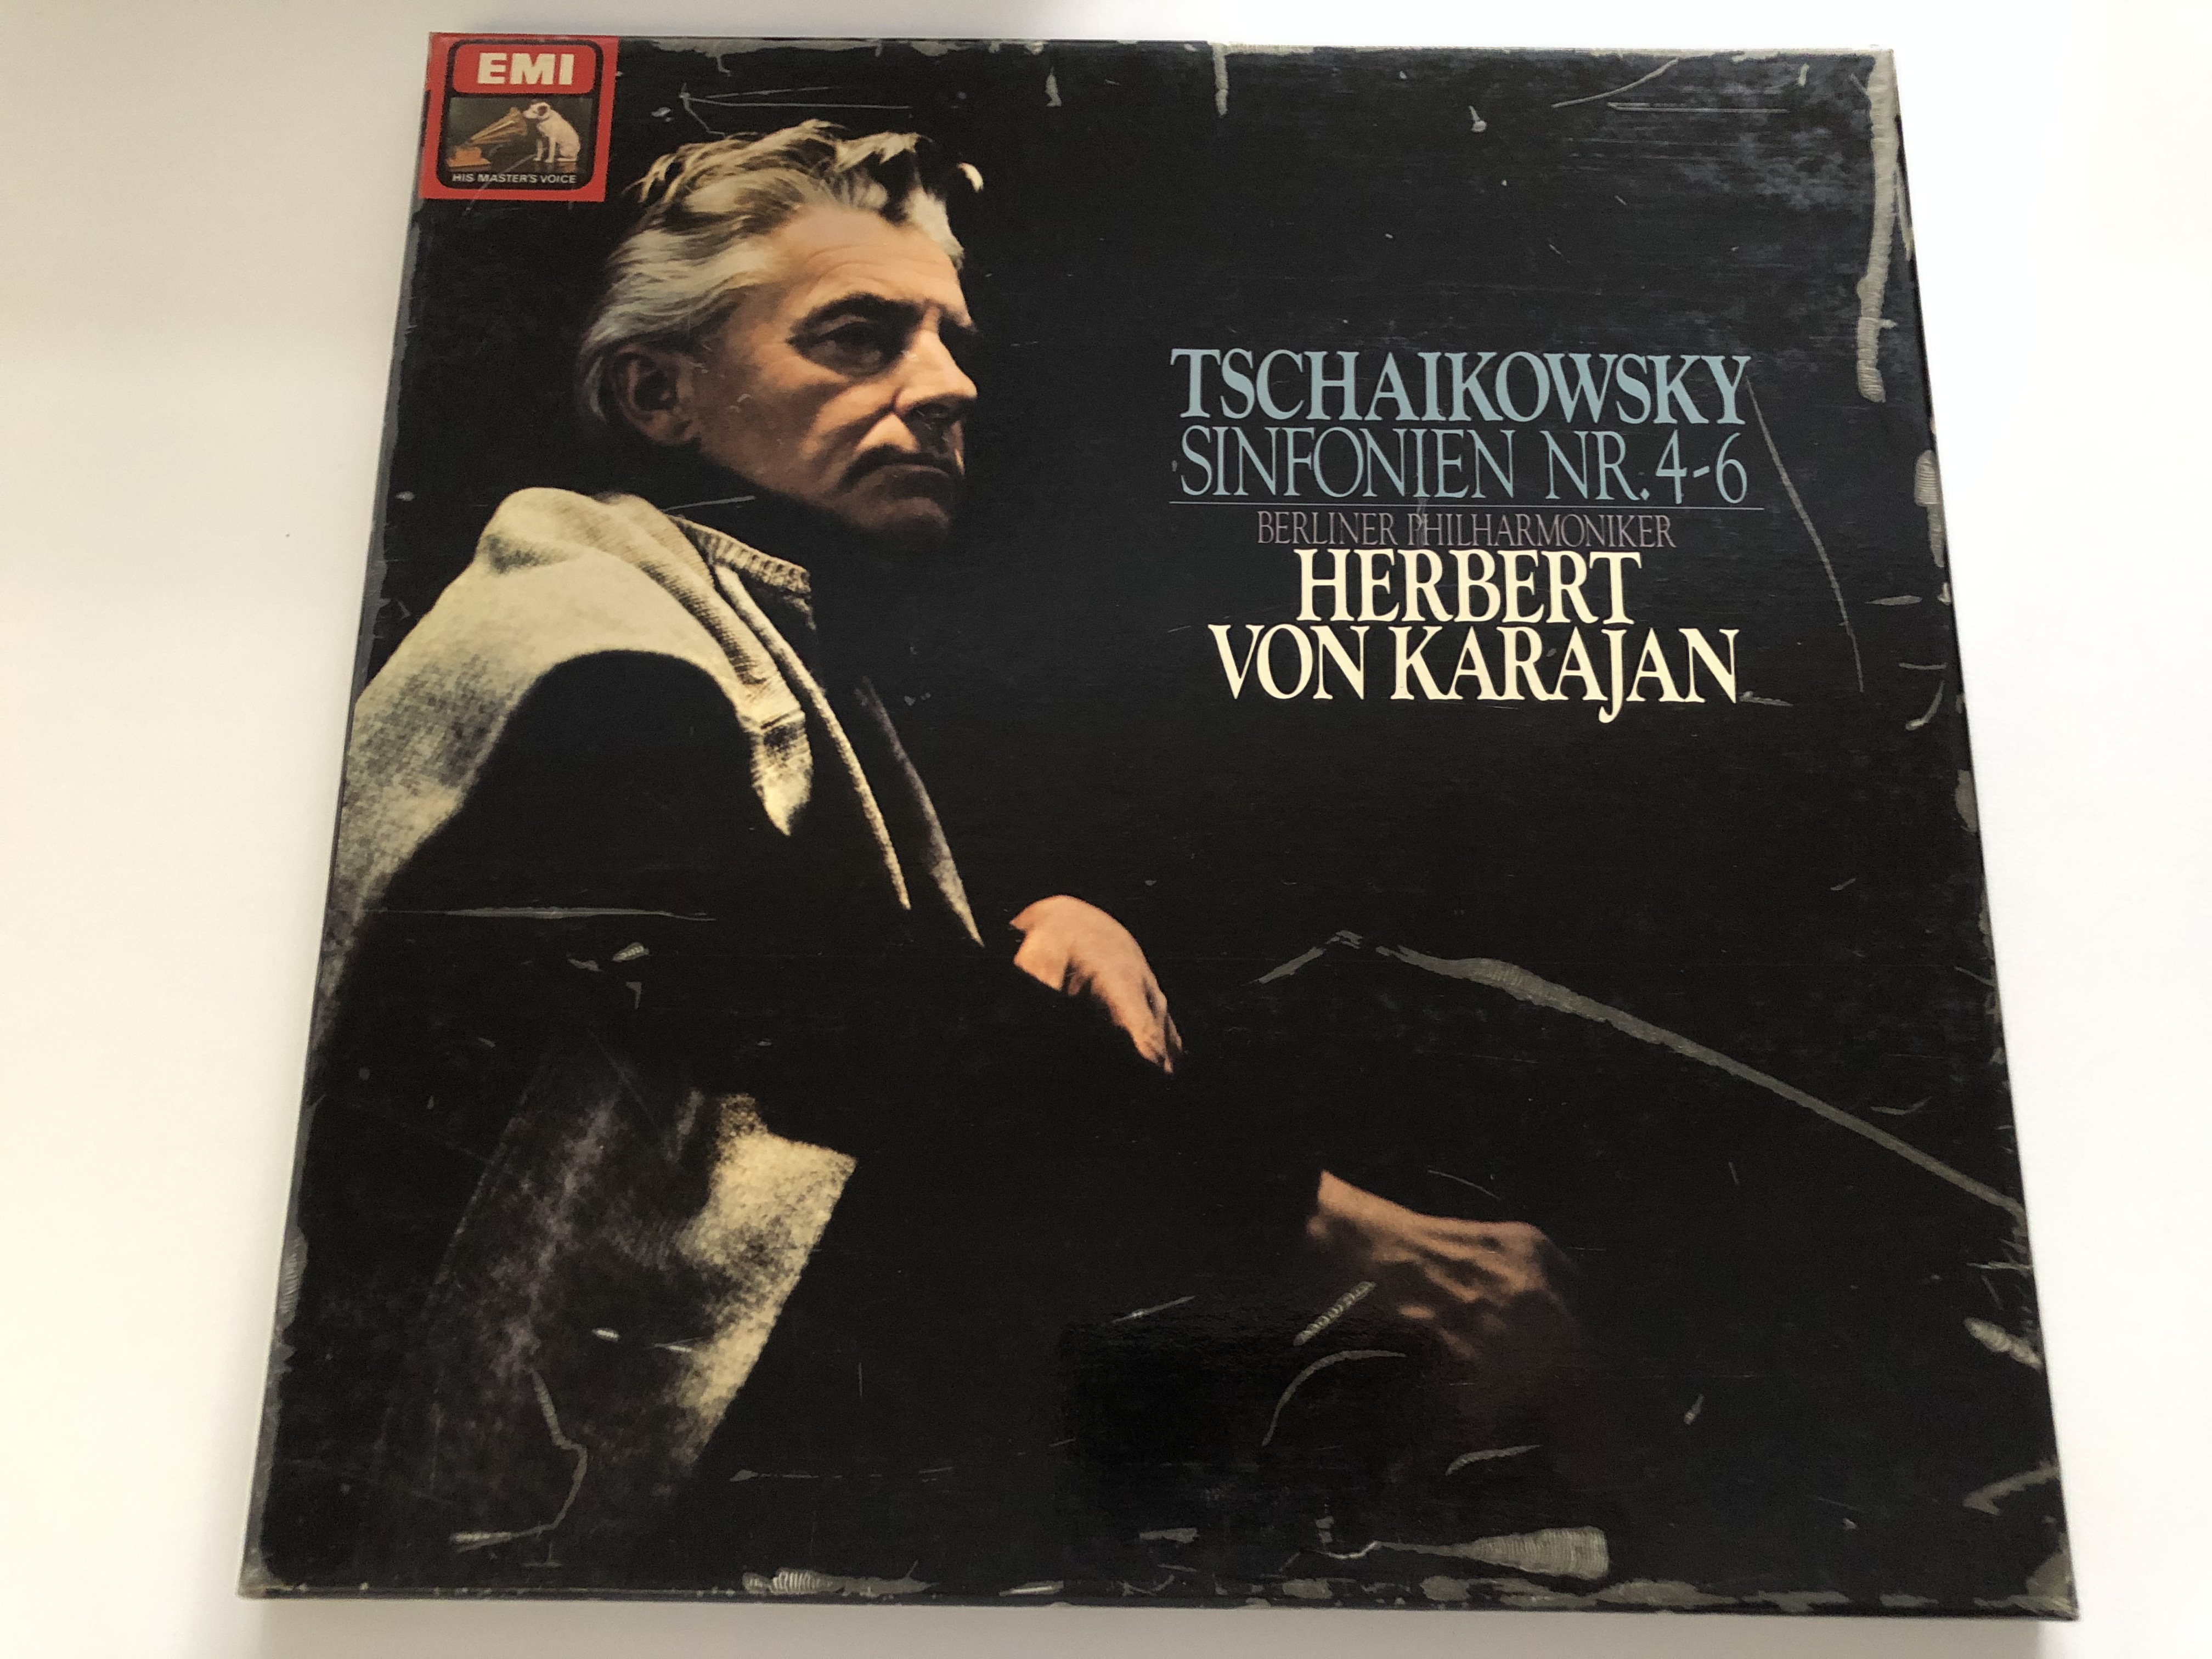 EMI
HIS MASTER'S VOICE
TSCHAIKOWSKY
SINFONIEN NR. 4-6
BERLINER PHILHARMONIKER
HERBERT
VON KARAJAN